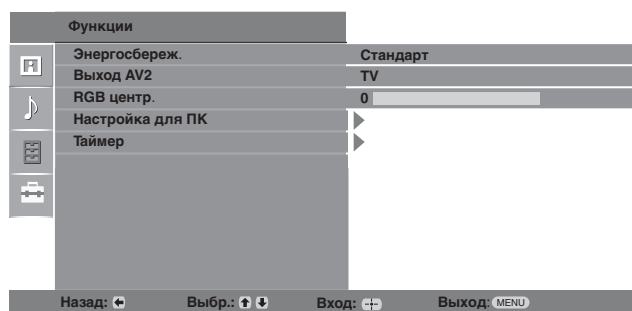 Функции
Энергосбереж. Стандарт
Выход AV2 TV
RGB центр. 0
Настройка для ПК
Таймер
Назад: Выбр.: Вход: Выход: MENU